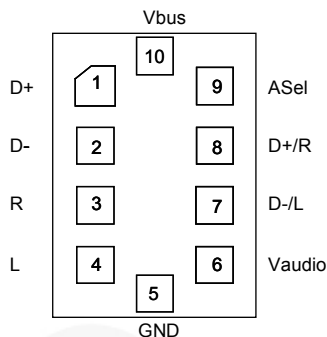 Vbus
10
D+ 1 9 ASel
D- 2 8 D+/R
R 3 7 D-/L
L 4 6 Vaudio
5
GND